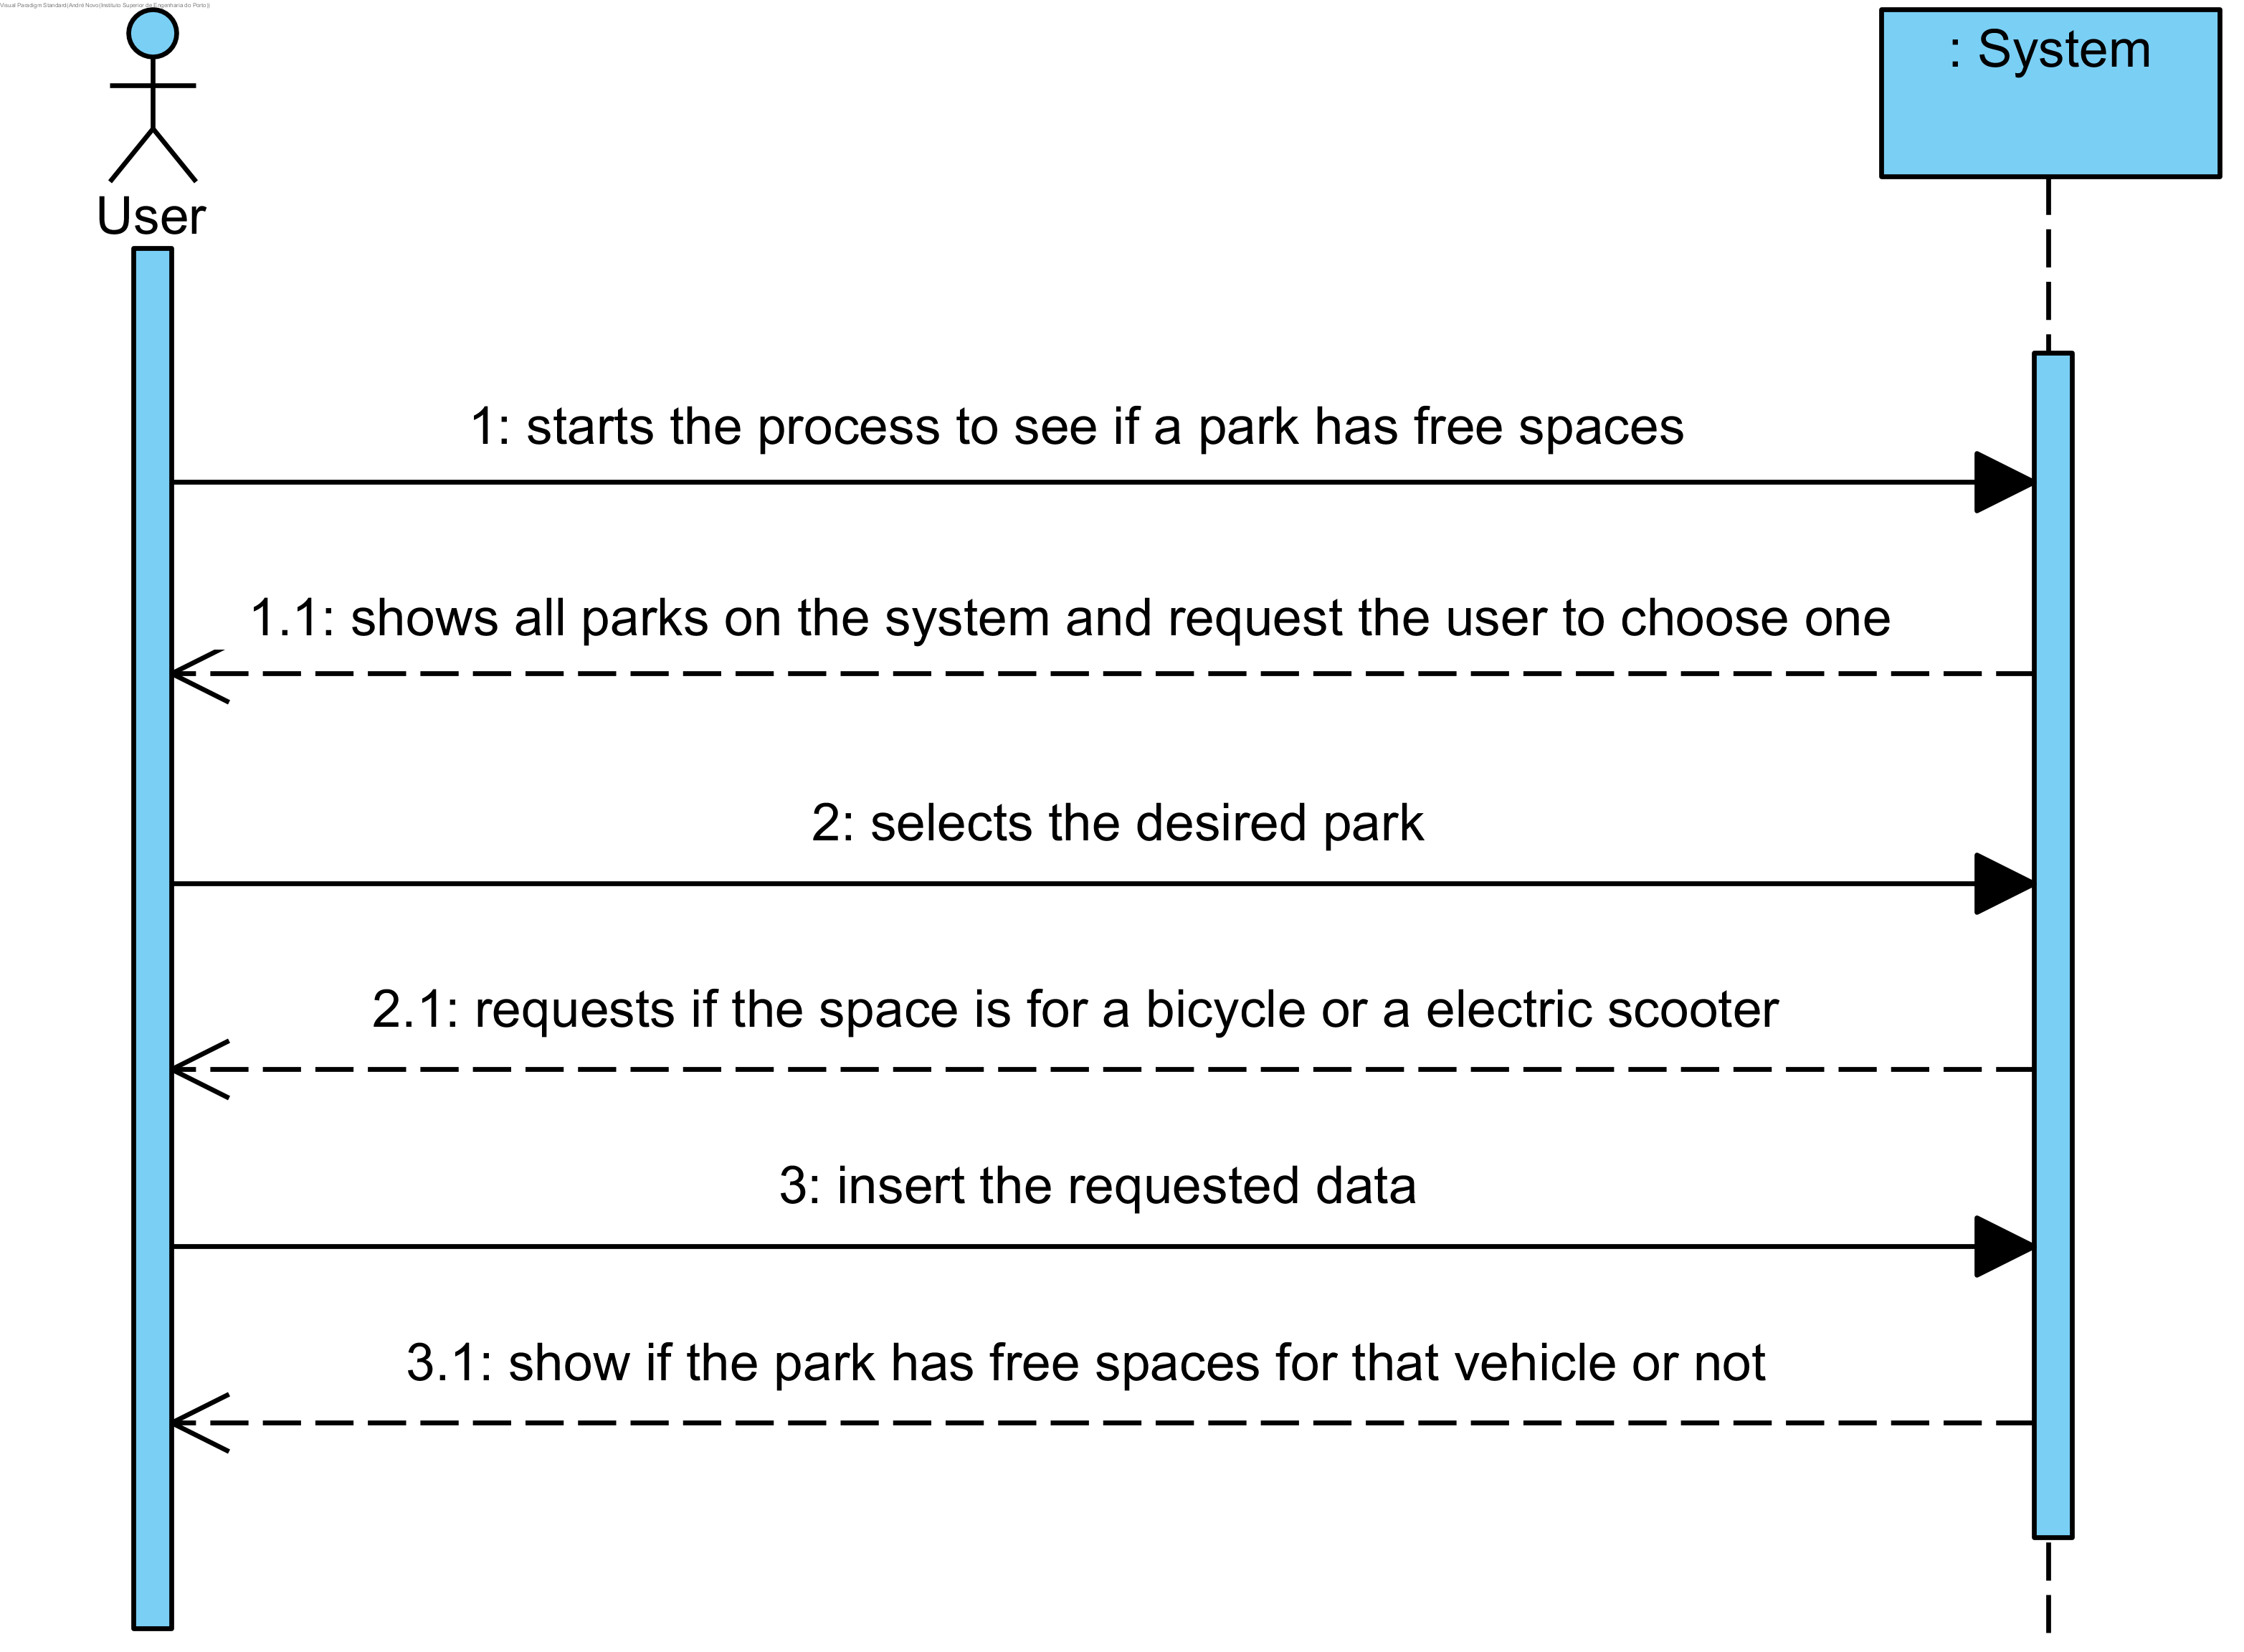 Visual Paradigm Standard(André Novo(Instituto Superior de Engenharia do Porto))
: System
User
1: starts the process to see if a park has free spaces
1.1: shows all parks on the system and request the user to choose one
2: selects the desired park
2.1: requests if the space is for a bicycle or a electric scooter
3: insert the requested data
3.1: show if the park has free spaces for that vehicle or not